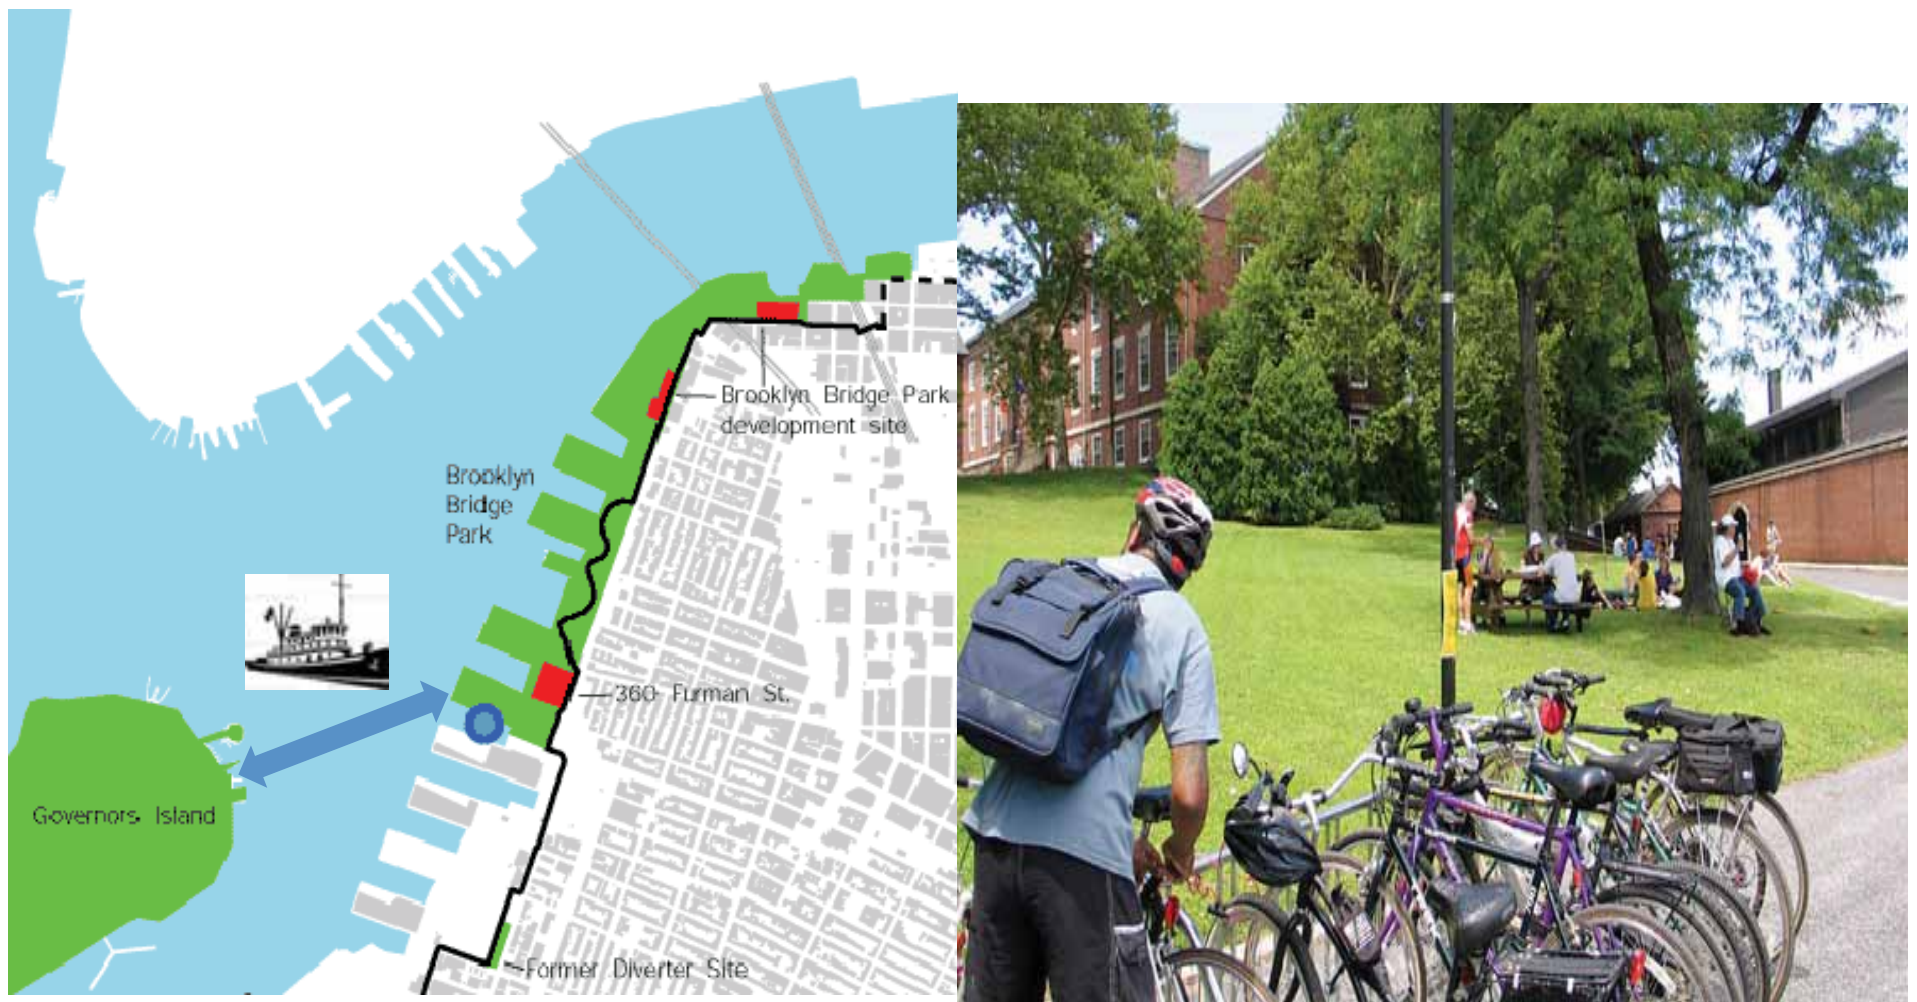 Brooklyn Bridge Park
development site
Brooklyn
Bridge
Park
360 Furman St.
Governors Island
Former Diverter Site